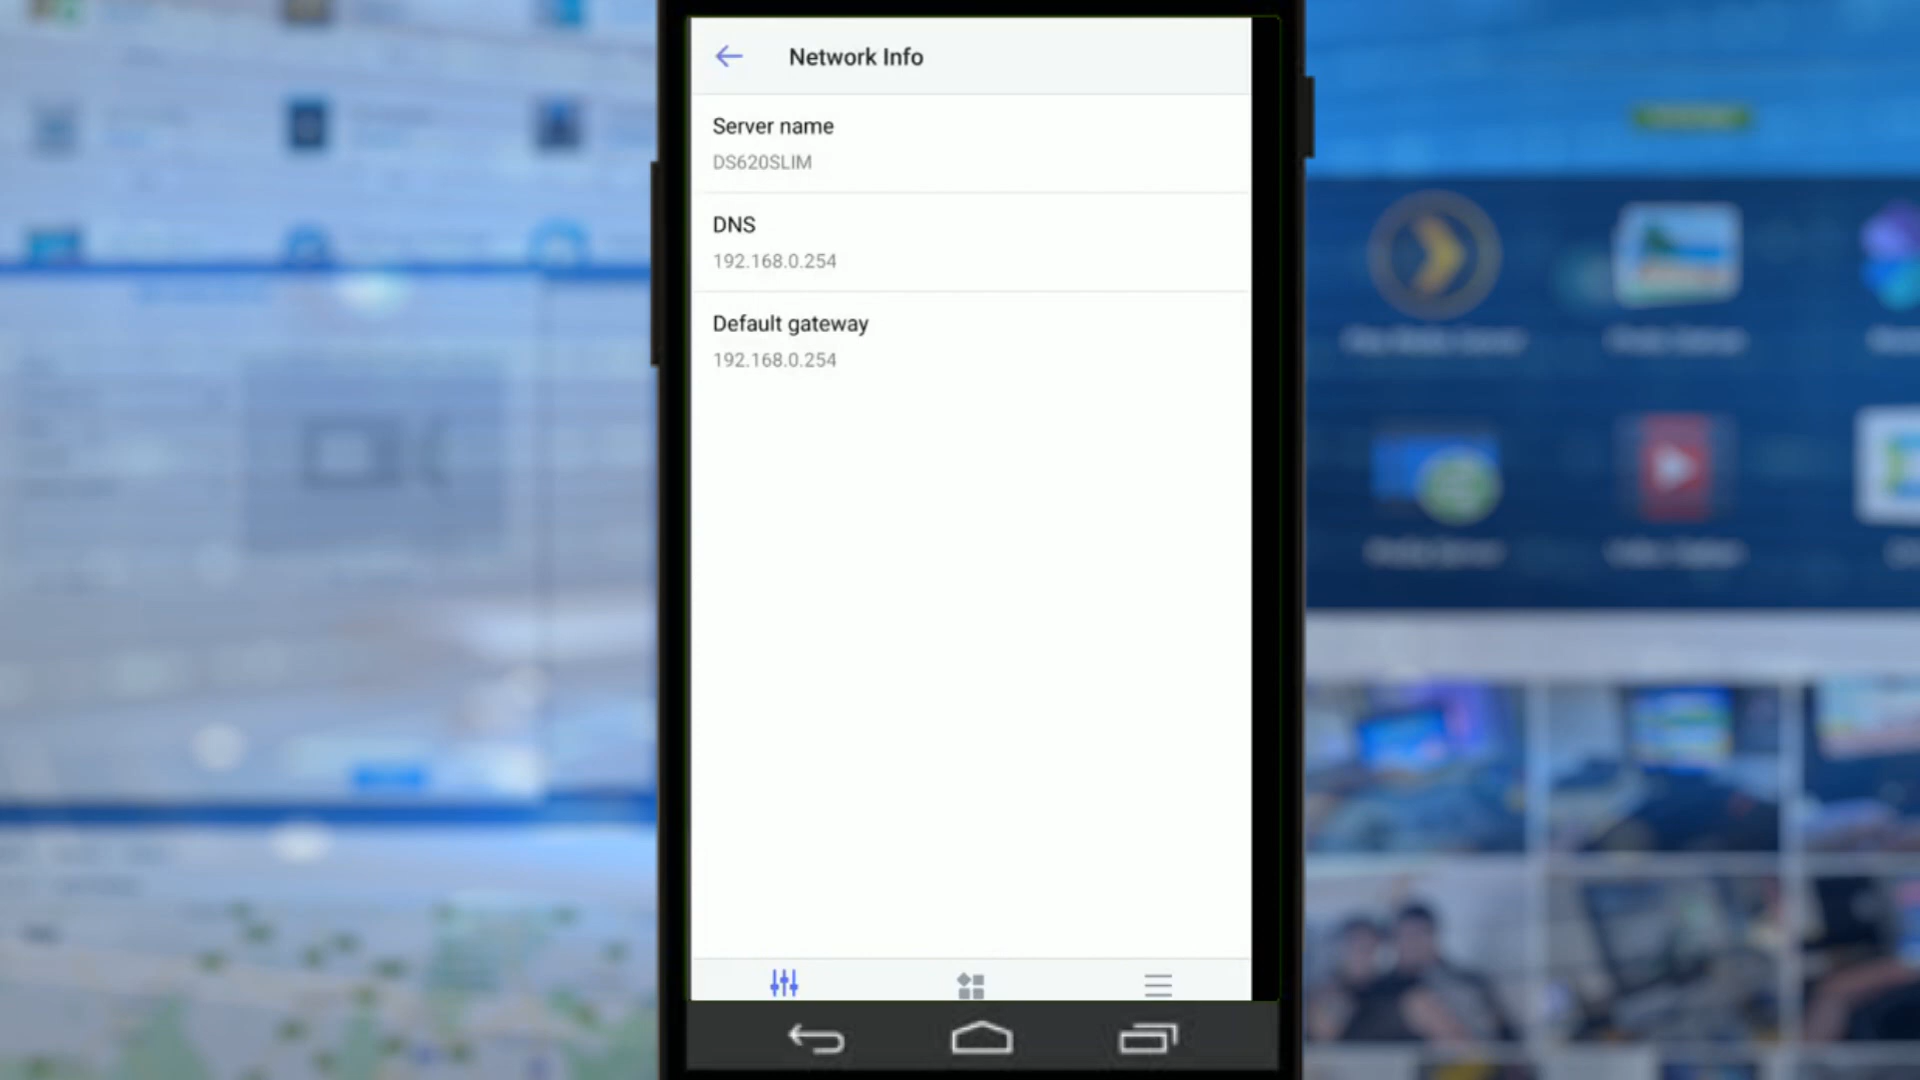 Network Info
Server name
DS620SLIM
DNS
192.168.0.254
Default gateway
192.168.0.254